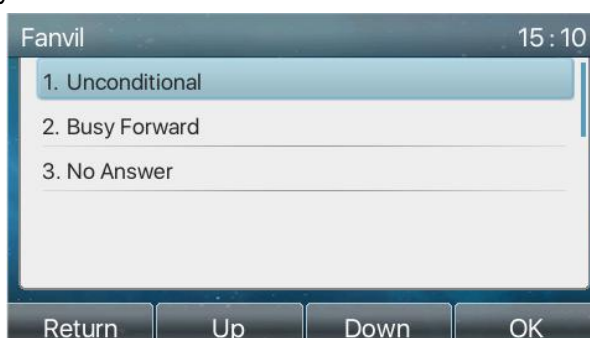 Fanvil 15:10
1. Unconditional
2. Busy Forward
3. No Answer
Return Up Down OK